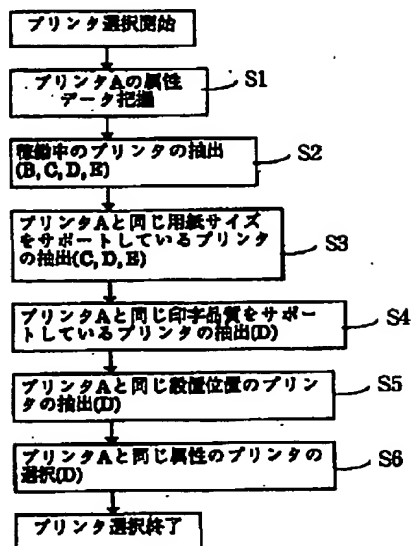 プリンタ選択開始
プリンタAの属性
データ把握
S1
稼働中のプリンタの抽出
(B,C,D,E)
S2
プリンタAと同じ用紙サイズ
をサポートしているプリンタ
の抽出(C,D,E)
S3
プリンタAと同じ印字品質をサポー
トしているプリンタの抽出(D)
S4
プリンタAと同じ設置位置のプリン
タの抽出(D)
S5
プリンタAと同じ属性のプリンタの
選択(D)
S6
プリンタ選択終了